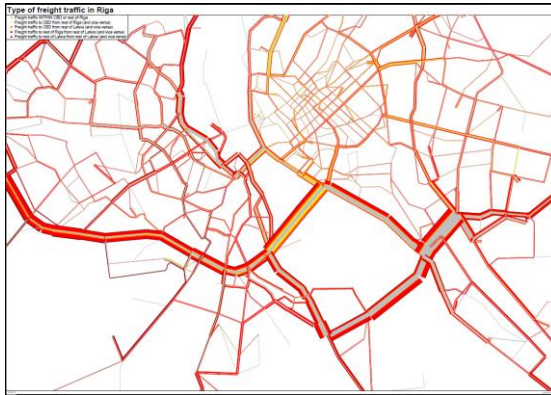 Type of freight traffic in Riga
Freight traffic WITHIN CBD or rest of Riga
Freight traffic to CBD from rest of Riga (and vice versa)
Freight traffic to CBD from rest of Latvia (and vice versa)
Freight traffic to rest of Riga from rest of Latvia (and vice versa)
Freight traffic to rest of Latvia from rest of Latvia (and vice versa)